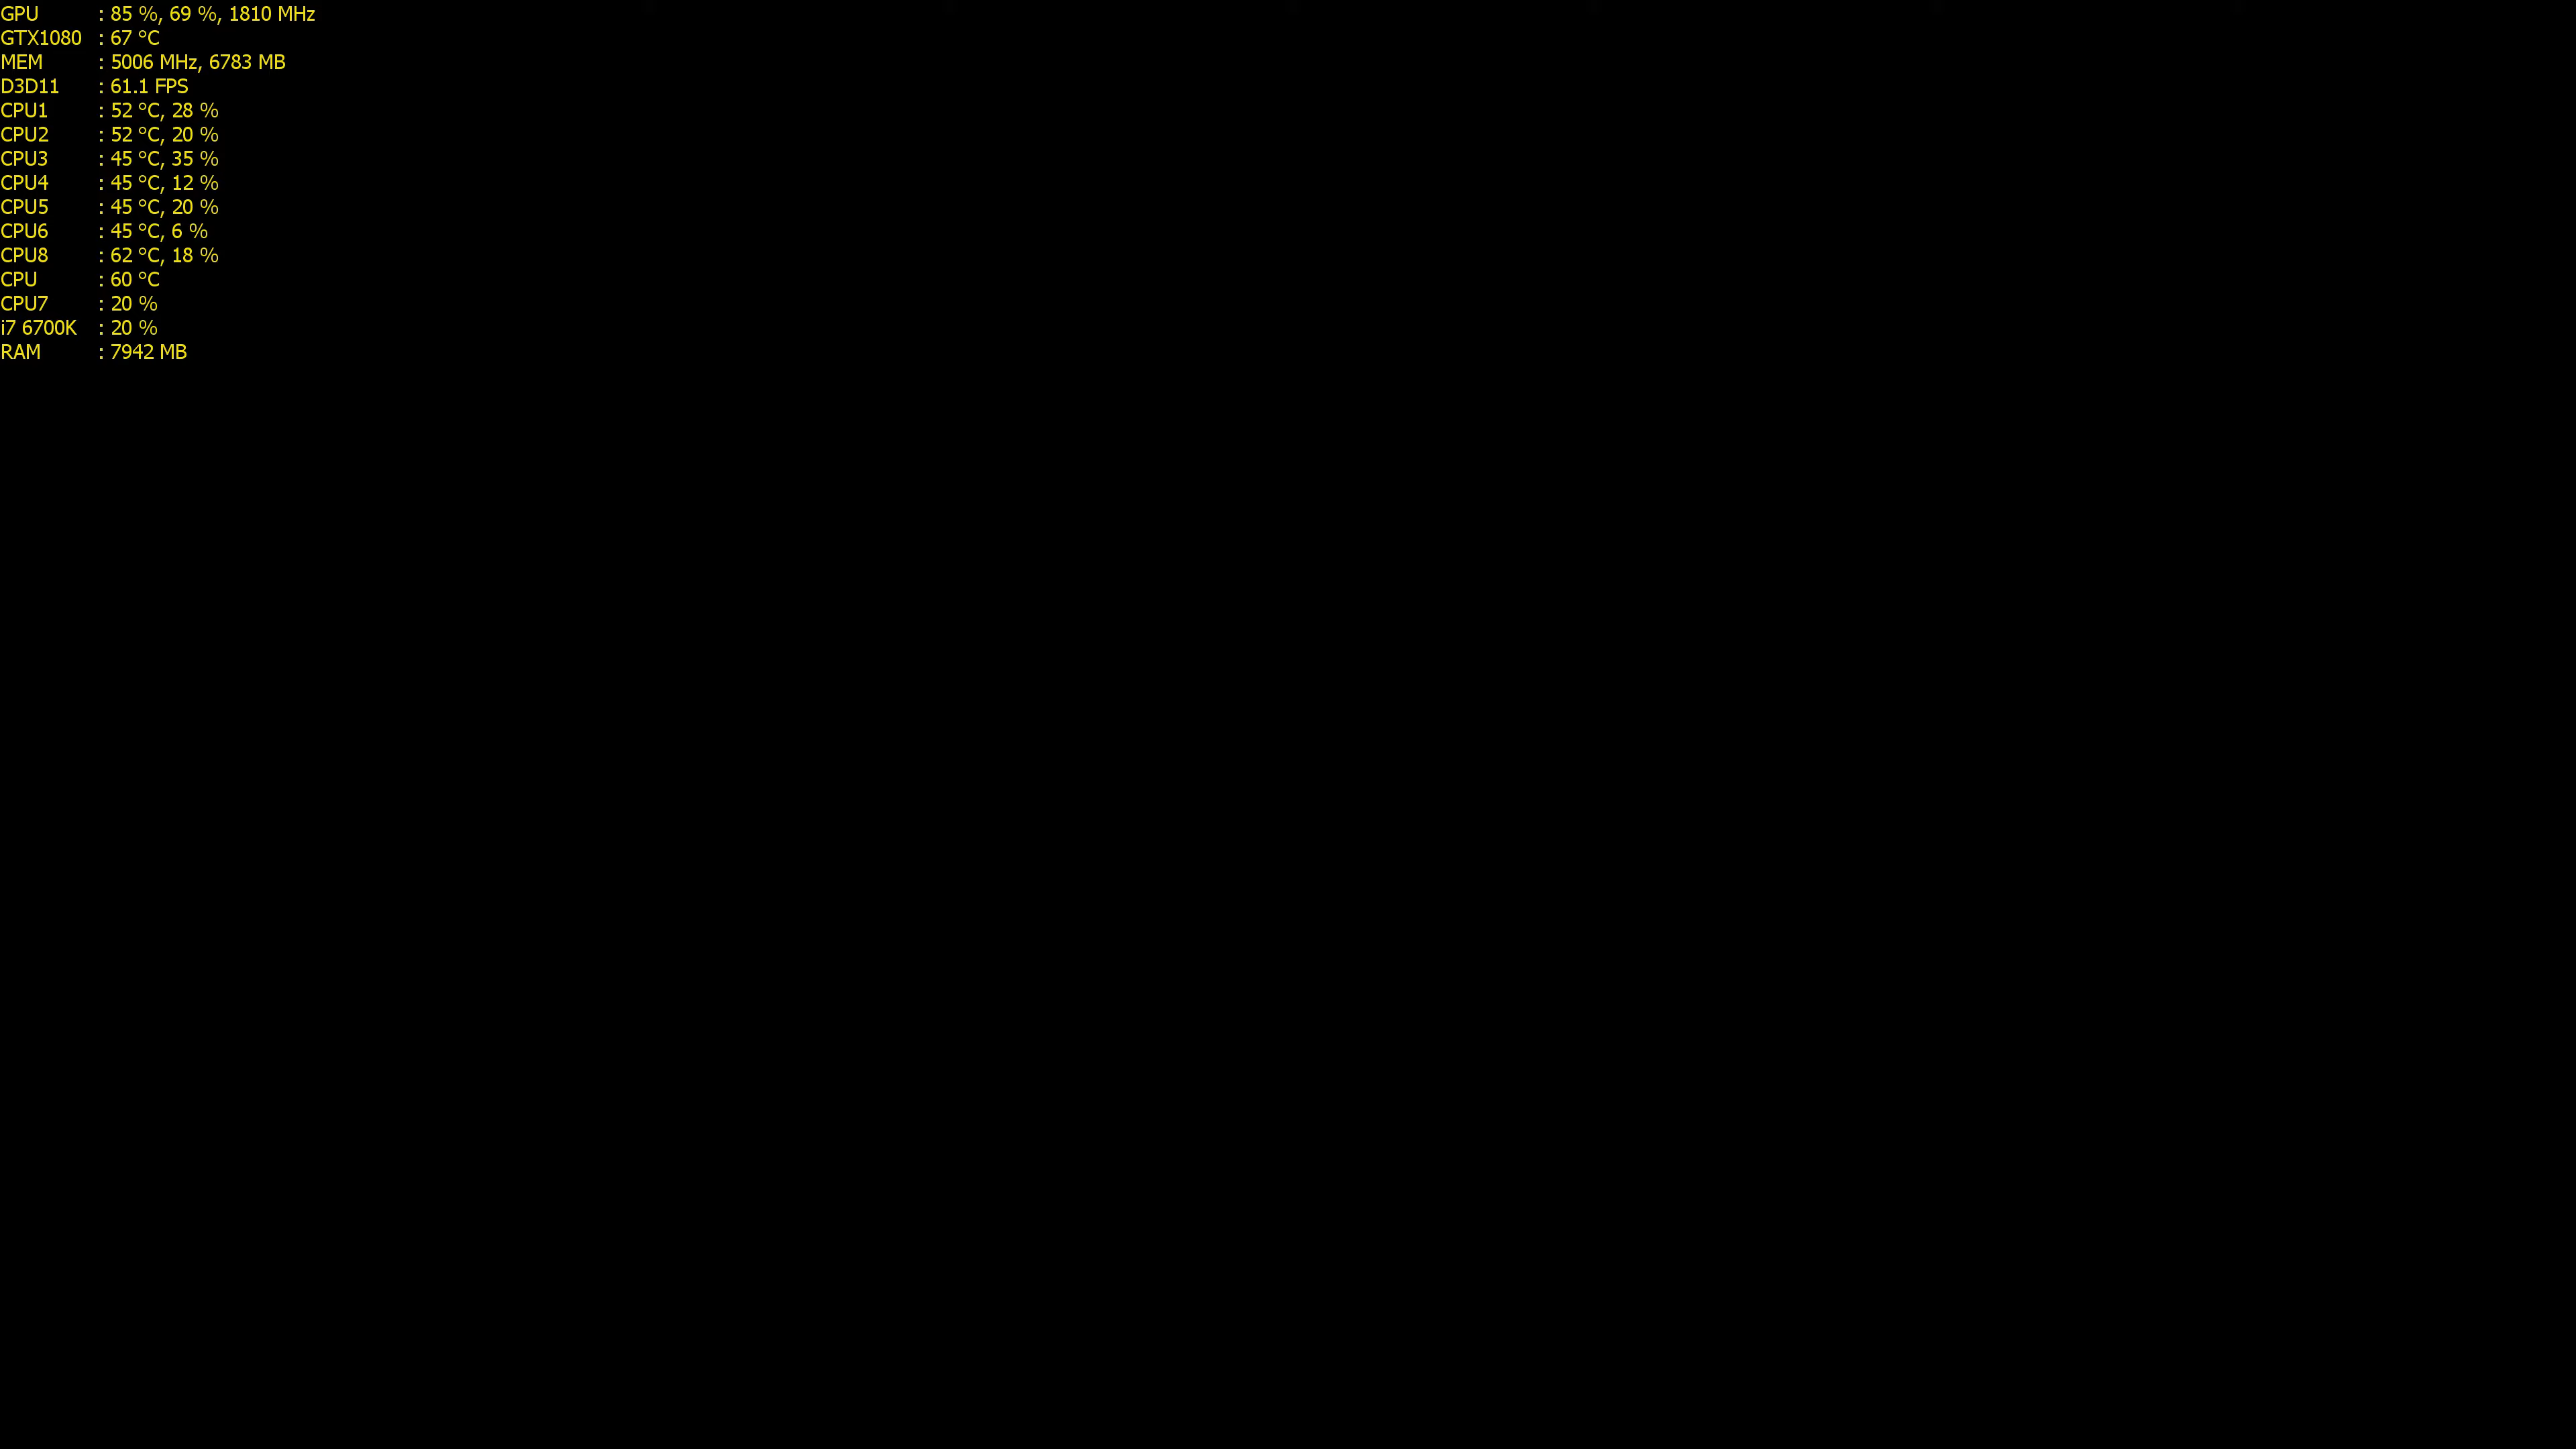 GPU : 85 %, 69 %, 1810 MHz
GTX1080 : 67 °C
MEM : 5006 MHz, 6783 MB
D3D11 : 61.1 FPS
CPU1 : 52 °C, 28 %
CPU2 : 52 °C, 20 %
CPU3 : 45 °C, 35 %
CPU4 : 45 °C, 12 %
CPU5 : 45 °C, 20 %
CPU6 : 45 °C, 6 %
CPU8 : 62 °C, 18 %
CPU : 60 °C
CPU7 : 20 %
i7 6700K : 20 %
RAM : 7942 MB